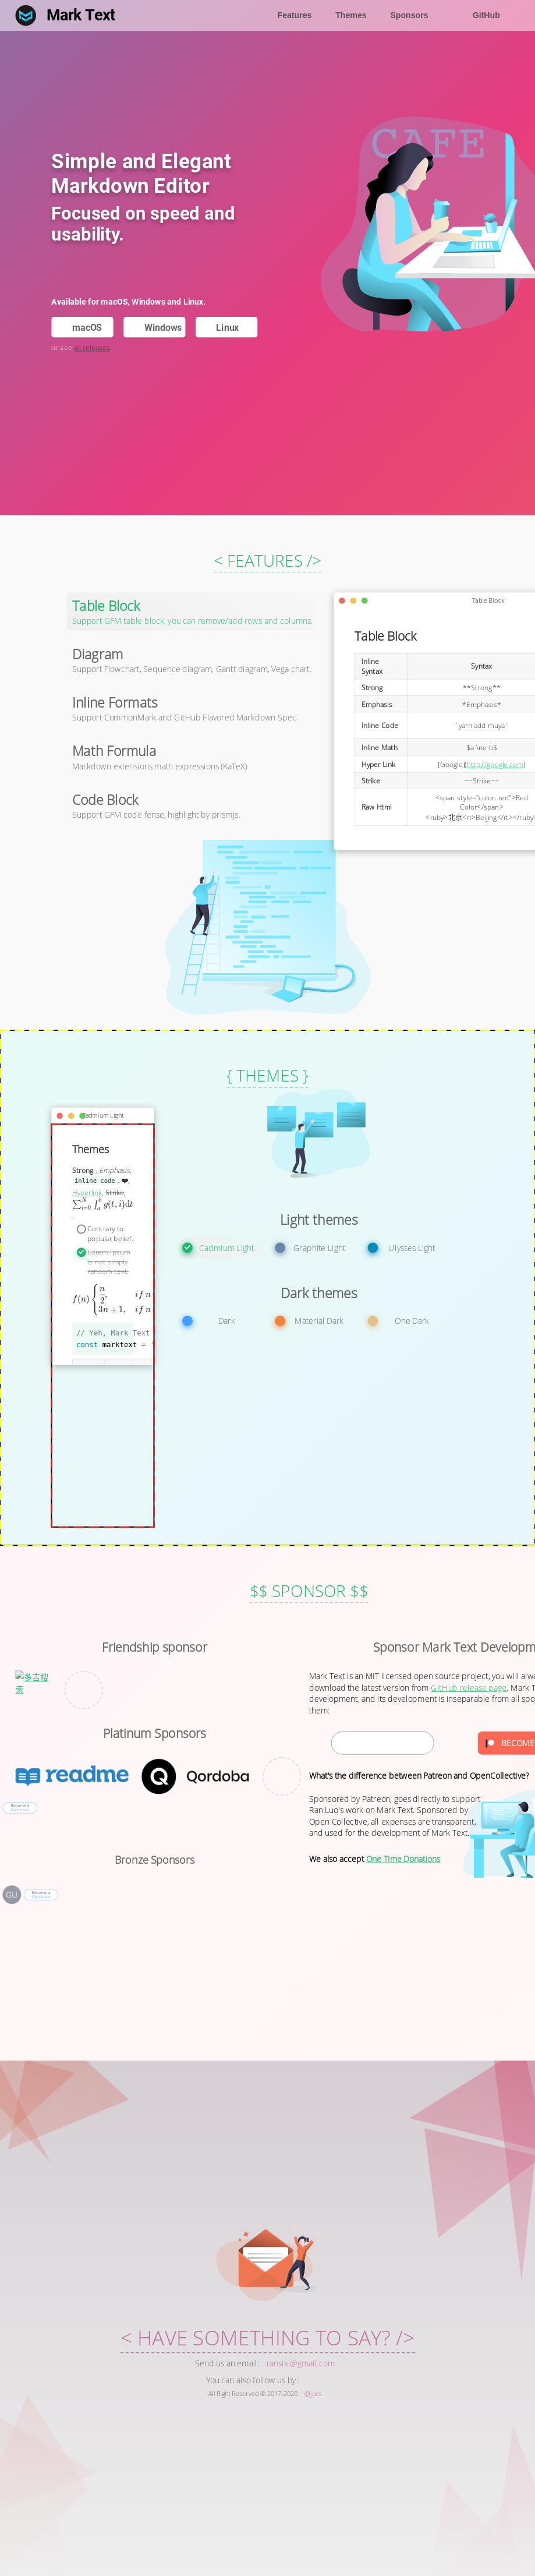 Mark Text
Features
Themes
Sponsors
GitHub
CAFE
Simple and Elegant
Markdown Editor
Focused on speed and
usability.
Available for macOS, Windows and Linux.
macOS
Windows
Linux
or see all releases
< FEATURES />
Table Block
Support GFM table block, you can remove/add rows and columns.
Diagram
Support Flowchart, Sequence diagram, Gantt diagram, Vega chart.
Inline Formats
Support CommonMark and GitHub Flavored Markdown Spec.
Math Formula
Markdown extensions math expressions (KaTeX)
Code Block
Support GFM code fense, highlight by prismjs.
Table Block
Table Block
Inline
Syntax
Syntax
Strong
**Strong**
Emphasis
*Emphasis*
Inline Code
`yarn add muya`
Inline Math
$a \ne b$
Hyper Link
[Google](http://google.com)
Strike
~~Strike~~
Raw Html
<span style="color: red">Red
Color</span>
<ruby>北京<rt>Beijing</rt></ruby>
{ THEMES }
Cadmium Light
Themes
Strong , Emphasis,
inline code , ❤️,
Hyperlink, Strike,
∑_{i=0}^{N} ∫_{a}^{b} g(t, i)dt
.
Contrary to
popular belief.
Lorem Ipsum
is not simply
random text.
f(n) { n/2, if n
3n + 1, if n
// Yeh, Mark Text
const marktext = '
Light themes
Cadmium Light
Graphite Light
Ulysses Light
Dark themes
Dark
Material Dark
One Dark
$$ SPONSOR $$
Friendship sponsor
多吉搜
索
Platinum Sponsors
readme
Qordoba
Become a
Sponsor
Bronze Sponsors
GU
Become a
Sponsor
Sponsor Mark Text Developm
Mark Text is an MIT licensed open source project, you will alwa
download the latest version from GitHub release page. Mark T
development, and its development is inseparable from all spo
them:
BECOME
What's the difference between Patreon and OpenCollective?
Sponsored by Patreon, goes directly to support
Ran Luo's work on Mark Text. Sponsored by
Open Collective, all expenses are transparent,
and used for the development of Mark Text.
We also accept One Time Donations
< HAVE SOMETHING TO SAY? />
Send us an email: ransixi@gmail.com
You can also follow us by:
All Right Reserved © 2017-2020 @Jocs